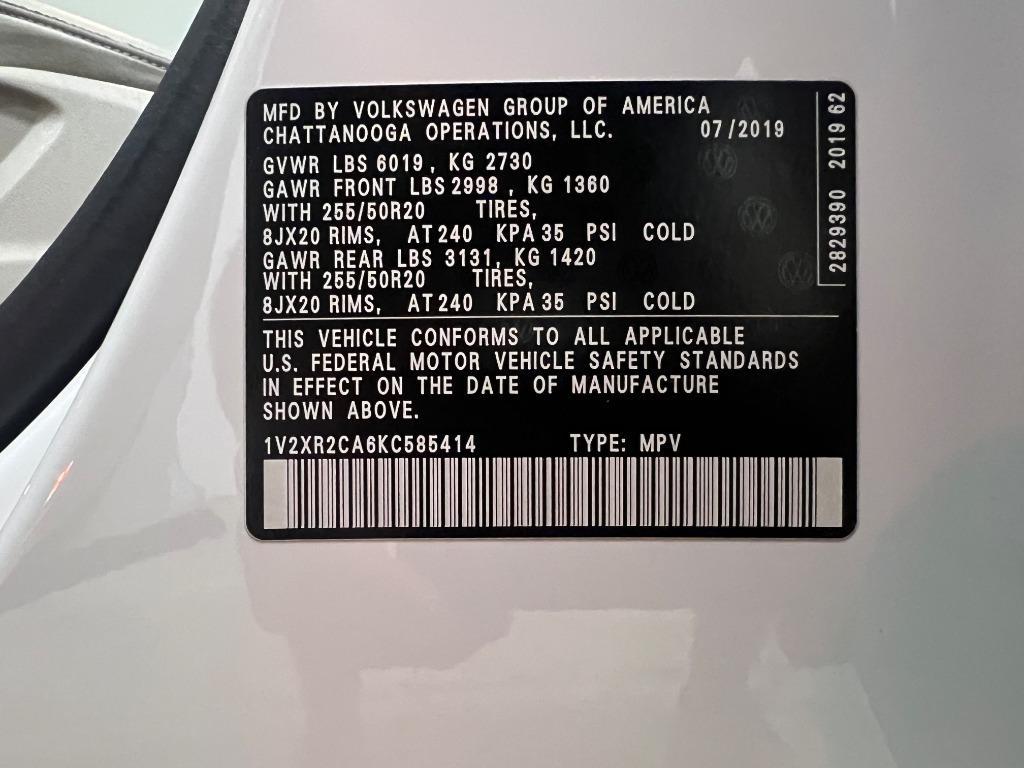 MFD BY VOLKSWAGEN GROUP OF AMERICA
CHATTANOOGA OPERATIONS, LLC. 07/2019
GVWR LBS 6019, KG 2730
GAWR FRONT LBS 2998 , KG 1360
WITH 255/50R20 TIRES,
8JX20 RIMS, AT 240 KPA 35 PSI COLD
GAWR REAR LBS 3131, KG 1420
WITH 255/50R20 TIRES,
8JX20 RIMS, AT 240 KPA 35 PSI COLD
THIS VEHICLE CONFORMS TO ALL APPLICABLE
U.S. FEDERAL MOTOR VEHICLE SAFETY STANDARDS
IN EFFECT ON THE DATE OF MANUFACTURE
SHOWN ABOVE.
1V2XR2CA6KC585414 TYPE: MPV
2829390 2019 62